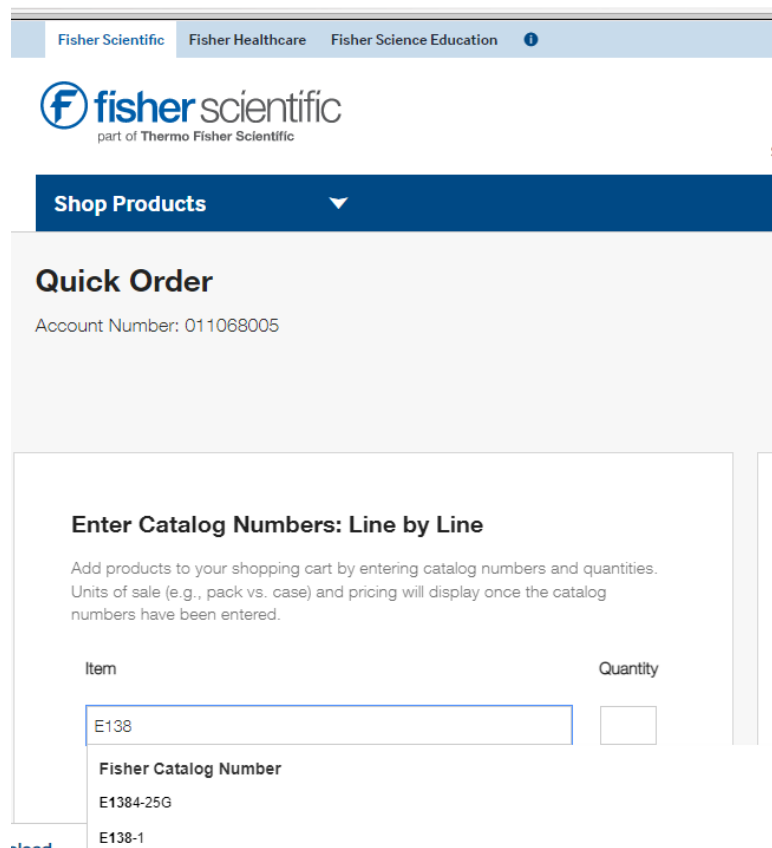 Fisher Scientific Fisher Healthcare Fisher Science Education i
f fisher scientific
part of Thermo Fisher Scientific
Shop Products
Quick Order
Account Number: 011068005
Enter Catalog Numbers: Line by Line
Add products to your shopping cart by entering catalog numbers and quantities.
Units of sale (e.g., pack vs. case) and pricing will display once the catalog
numbers have been entered.
Item Quantity
E138
Fisher Catalog Number
E1384-25G
E138-1